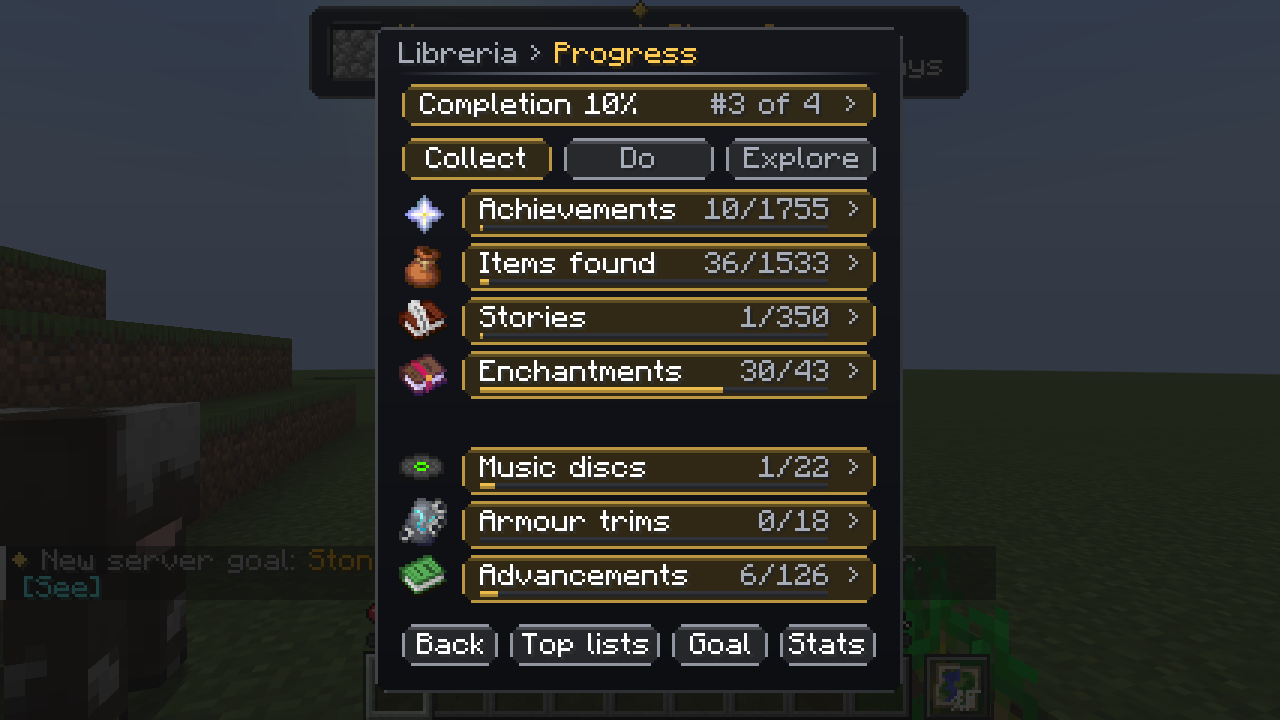 Libreria > Progress
Completion 10% #3 of 4 >
Collect Do Explore
Achievements 10/1755 >
Items found 36/1533 >
Stories 1/350 >
Enchantments 30/43 >
Music discs 1/22 >
Armour trims 0/18 >
Advancements 6/126 >
New server goal:
[See]
Back Top lists Goal Stats